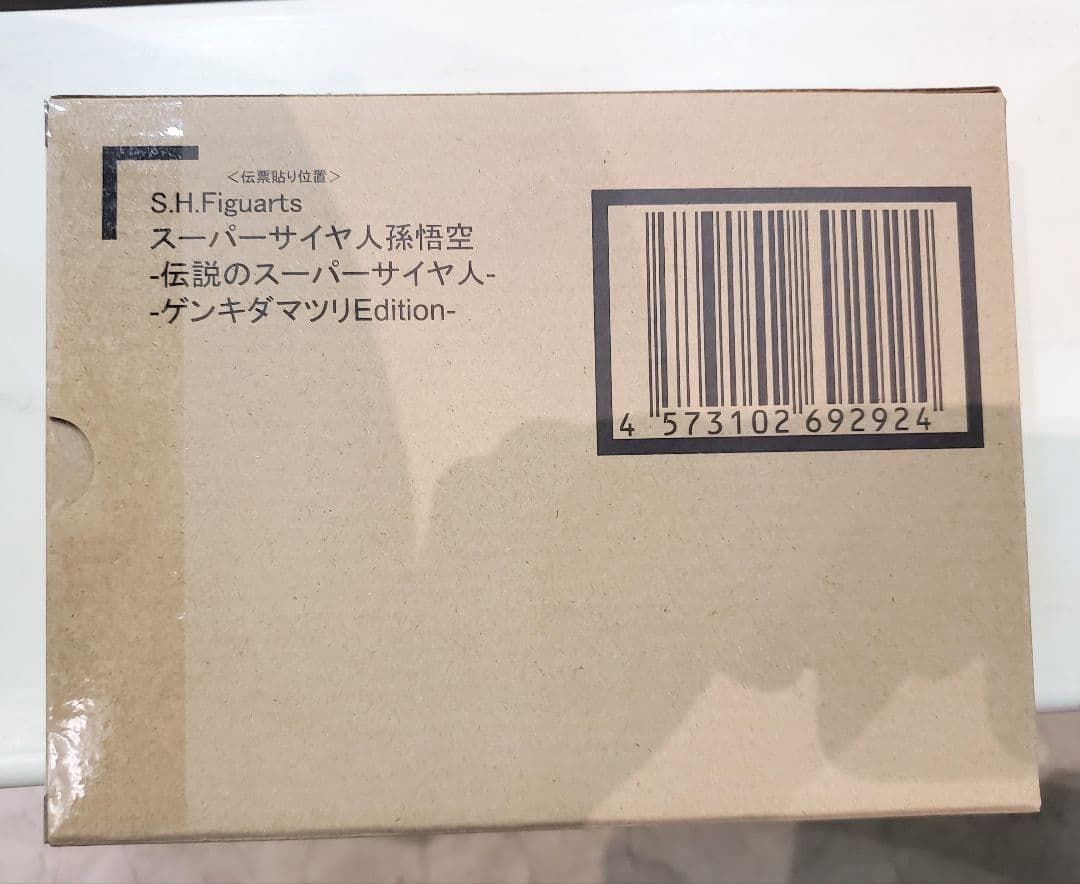 <伝票貼り位置>
S.H.Figuarts
スーパーサイヤ人孫悟空
-伝説のスーパーサイヤ人-
-ゲンキダマツリEdition-
4 573102 692924